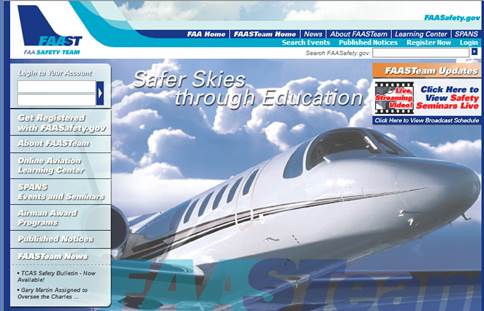 FAAST
FAA SAFETY TEAM
FAASafety.gov
FAA Home | FAASTeam Home | News | About FAASTeam | Learning Center | SPANS
Search Events Published Notices Register Now Login
Search FAASafety.gov:
Login to Your Account
Get Registered
with FAASafety.gov
About FAASTeam
Online Aviation
Learning Center
SPANS
Events and Seminars
Airman Award
Programs
Published Notices
FAASTeam News
• TCAS Safety Bulletin - Now
Available!
• Gary Martin Assigned to
Oversee the Charles ...
Safer Skies
through Education
FAASTeam Updates
Live,
Streaming
Video!
Click Here to
View Safety
Seminars Live
Click Here to View Broadcast Schedule
FAASTeam